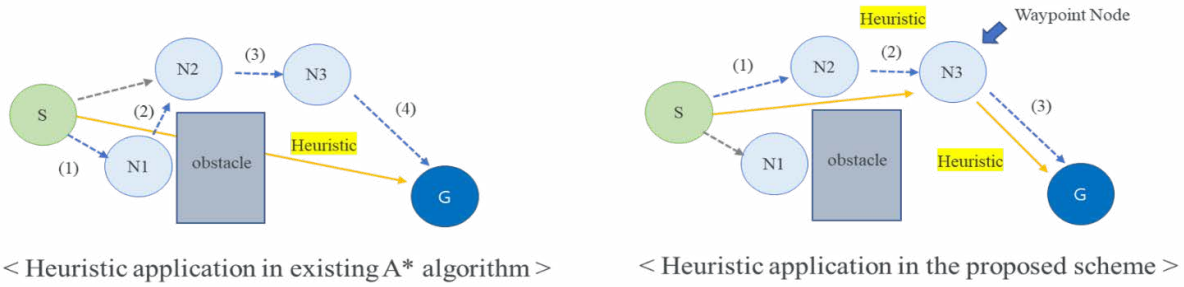 S
N1
N2
N3
G
(1)
(2)
(3)
(4)
Heuristic
obstacle
< Heuristic application in existing A* algorithm >
Waypoint Node
Heuristic
S
N1
N2
N3
G
(1)
(2)
(3)
Heuristic
obstacle
< Heuristic application in the proposed scheme >